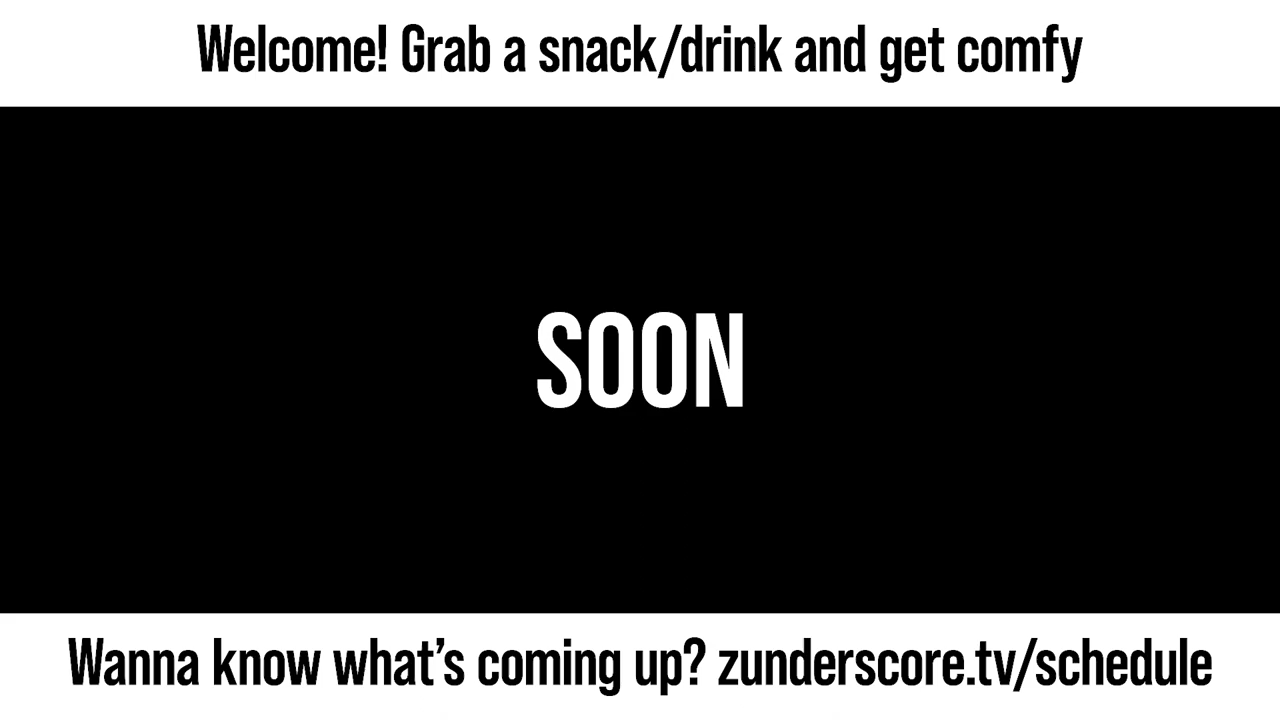 Welcome! Grab a snack/drink and get comfy
SOON
Wanna know what’s coming up? zunderscore.tv/schedule